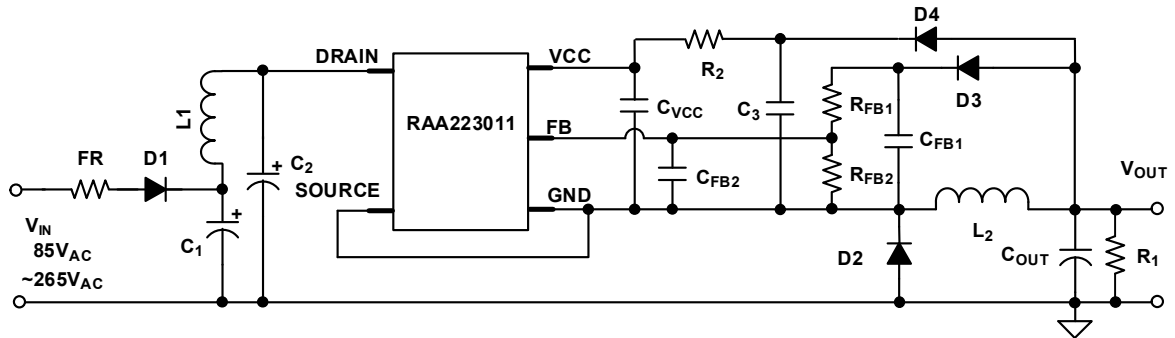 D4
DRAIN
VCC
R2
D3
L1
RAA223011
CVCC
C3
RFB1
FB
CFB1
FR
D1
C2
CFB2
RFB2
VOUT
SOURCE
GND
VIN
85VAC
~265VAC
C1
D2
L2
COUT
R1